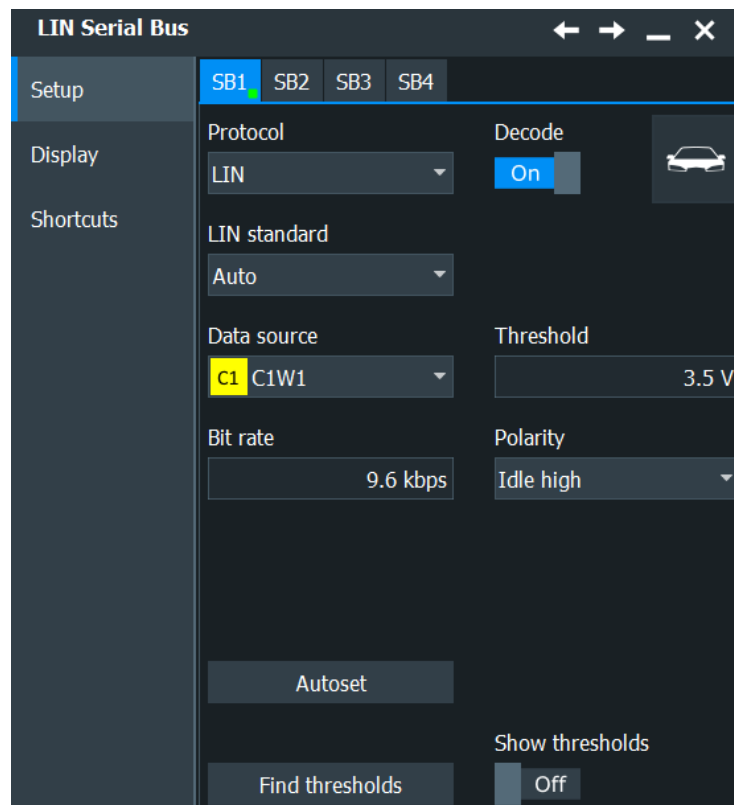 LIN Serial Bus
Setup
Display
Shortcuts
SB1 SB2 SB3 SB4
Protocol
Decode
LIN
On
LIN standard
Auto
Data source
Threshold
C1 C1W1
3.5 V
Bit rate
Polarity
9.6 kbps
Idle high
Autoset
Show thresholds
Find thresholds
Off